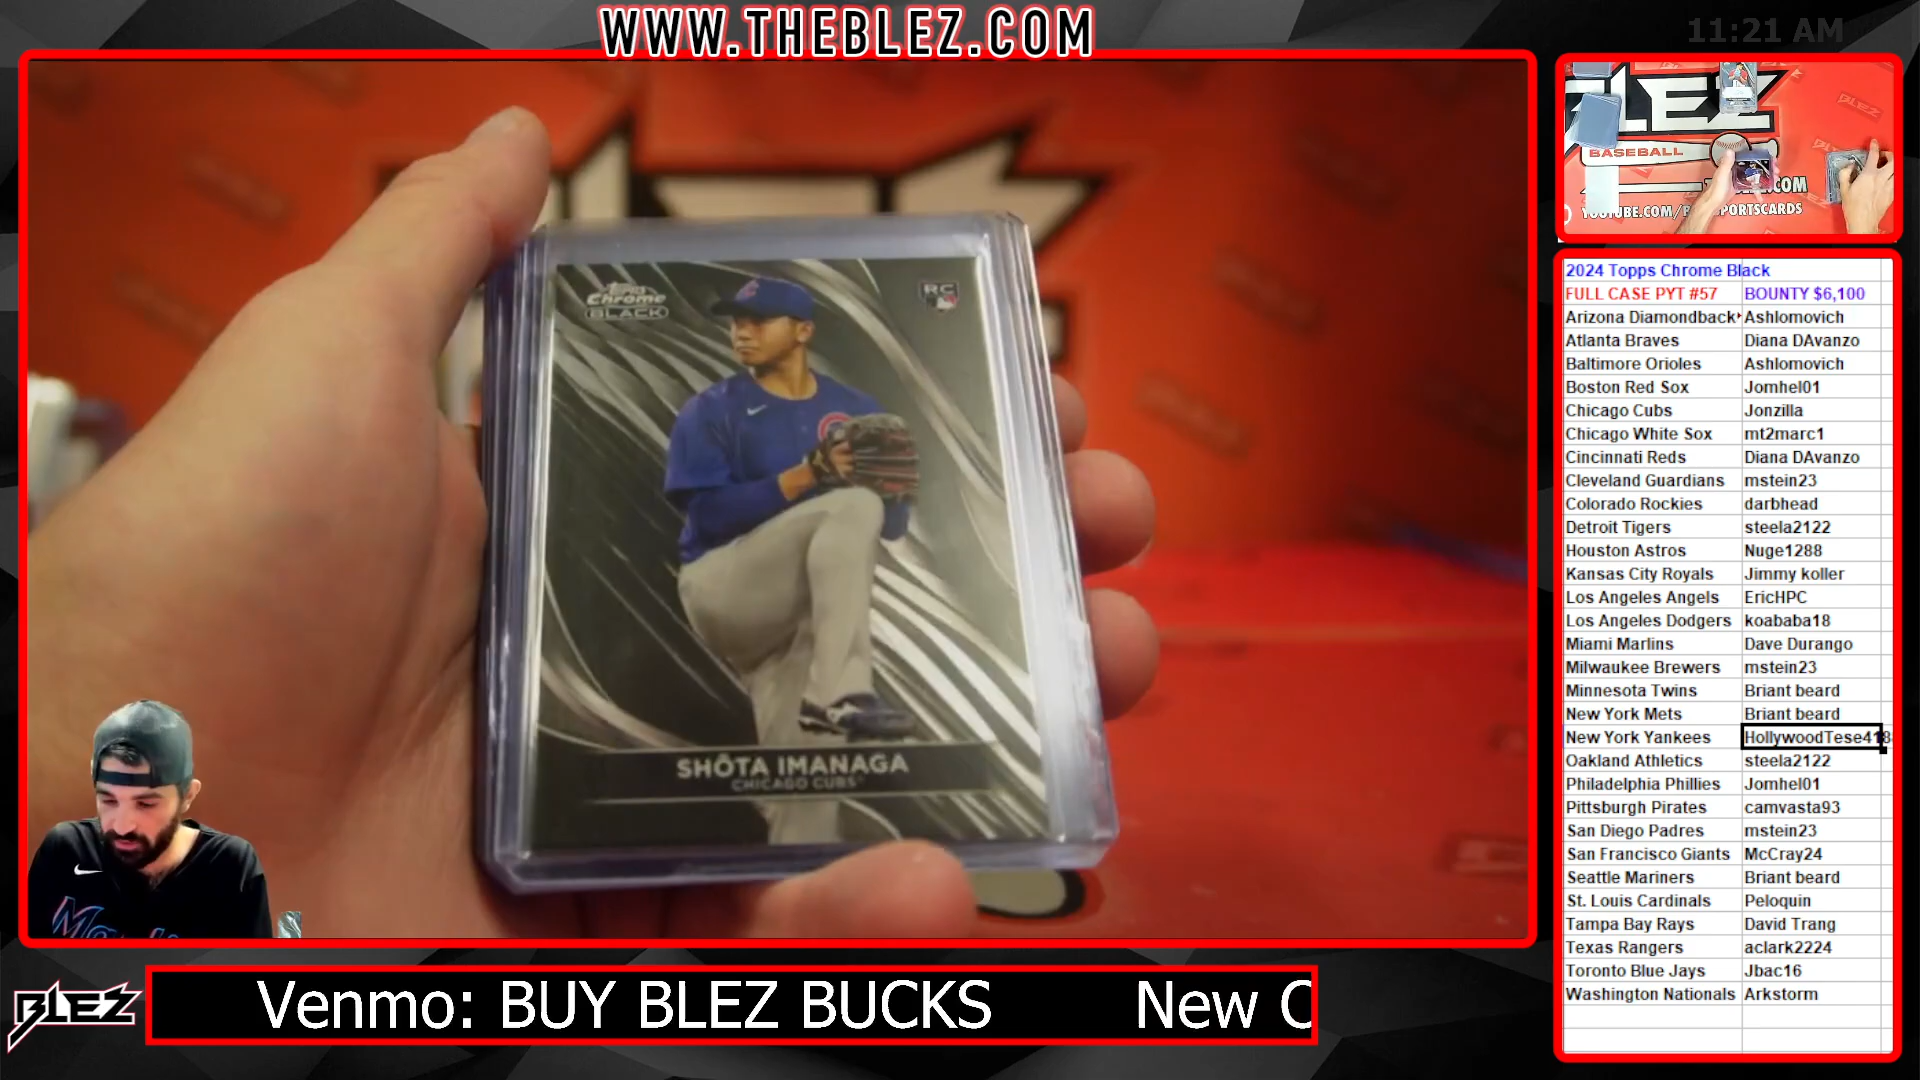 WWW.THEBLEZ.COM
11:21 AM
Topps
Chrome
BLACK
RC
SHŌTA IMANAGA
CHICAGO CUBS
BASEBALL
BLEZ
2024 Topps Chrome Black
FULL CASE PYT #57 BOUNTY $6,100
Arizona Diamondback Ashlomovich
Atlanta Braves Diana DAvanzo
Baltimore Orioles Ashlomovich
Boston Red Sox Jomhel01
Chicago Cubs Jonzilla
Chicago White Sox mt2marc1
Cincinnati Reds Diana DAvanzo
Cleveland Guardians mstein23
Colorado Rockies darbhead
Detroit Tigers steela2122
Houston Astros Nuge1288
Kansas City Royals Jimmy koller
Los Angeles Angels EricHPC
Los Angeles Dodgers koababa18
Miami Marlins Dave Durango
Milwaukee Brewers mstein23
Minnesota Twins Briant beard
New York Mets Briant beard
New York Yankees HollywoodTese418
Oakland Athletics steela2122
Philadelphia Phillies Jomhel01
Pittsburgh Pirates camvasta93
San Diego Padres mstein23
San Francisco Giants McCray24
Seattle Mariners Briant beard
St. Louis Cardinals Peloquin
Tampa Bay Rays David Trang
Texas Rangers aclark2224
Toronto Blue Jays Jbac16
Washington Nationals Arkstorm
BLEZ
Venmo: BUY BLEZ BUCKS New C